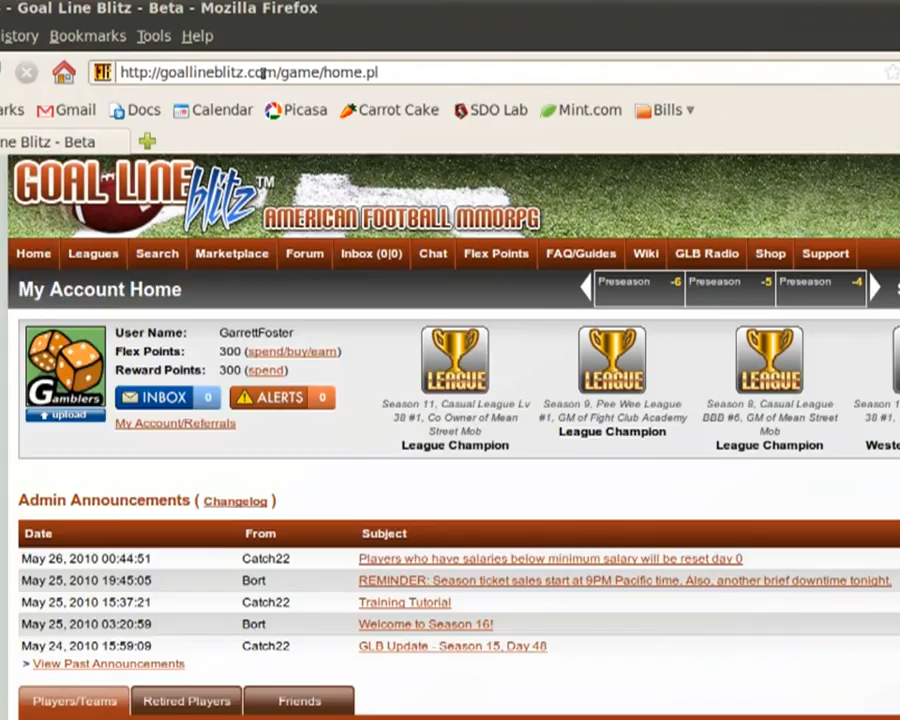 - Goal Line Blitz - Beta - Mozilla Firefox
istory Bookmarks Tools Help
http://goallineblitz.com/game/home.pl
arks Gmail Docs Calendar Picasa Carrot Cake SDO Lab Mint.com Bills
ne Blitz - Beta
GOAL LINE blitz™ AMERICAN FOOTBALL MMORPG
Home Leagues Search Marketplace Forum Inbox (0|0) Chat Flex Points FAQ/Guides Wiki GLB Radio Shop Support
My Account Home
Preseason -6 Preseason -5 Preseason -4
Gamblers
upload
User Name: GarrettFoster
Flex Points: 300 (spend/buy/earn)
Reward Points: 300 (spend)
INBOX 0 ALERTS 0
My Account/Referrals
LEAGUE
Season 11, Casual League Lv
38 #1, Co Owner of Mean
Street Mob
League Champion
LEAGUE
Season 9, Pee Wee League
#1, GM of Fight Club Academy
League Champion
LEAGUE
Season 8, Casual League
BBB #6, GM of Mean Street
Mob
League Champion
Season 1
38 #1,
Weste
Admin Announcements ( Changelog )
Date From Subject
May 26, 2010 00:44:51 Catch22 Players who have salaries below minimum salary will be reset day 0
May 25, 2010 19:45:05 Bort REMINDER: Season ticket sales start at 9PM Pacific time. Also, another brief downtime tonight.
May 25, 2010 15:37:21 Catch22 Training Tutorial
May 25, 2010 03:20:59 Bort Welcome to Season 16!
May 24, 2010 15:59:09 Catch22 GLB Update - Season 15, Day 48
> View Past Announcements
Players/Teams Retired Players Friends